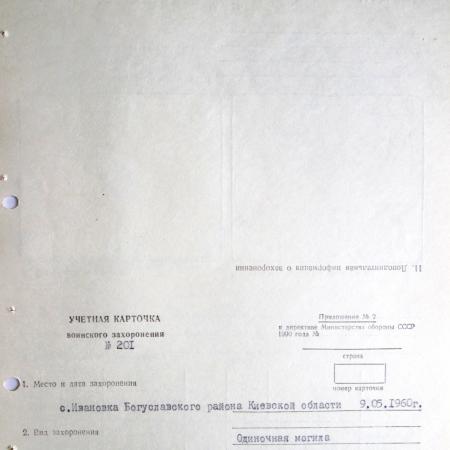 11. Дополнительная информация о захоронении
УЧЕТНАЯ КАРТОЧКА
воинского захоронения
№ 201
Приложение № 2
к директиве Министерства обороны СССР
1990 года №
страна
номер карточки
1. Место и дата захоронения
с.Ивановка Богуславского района Киевской области 9.05.1960г.
2. Вид захоронения
Одиночная могила